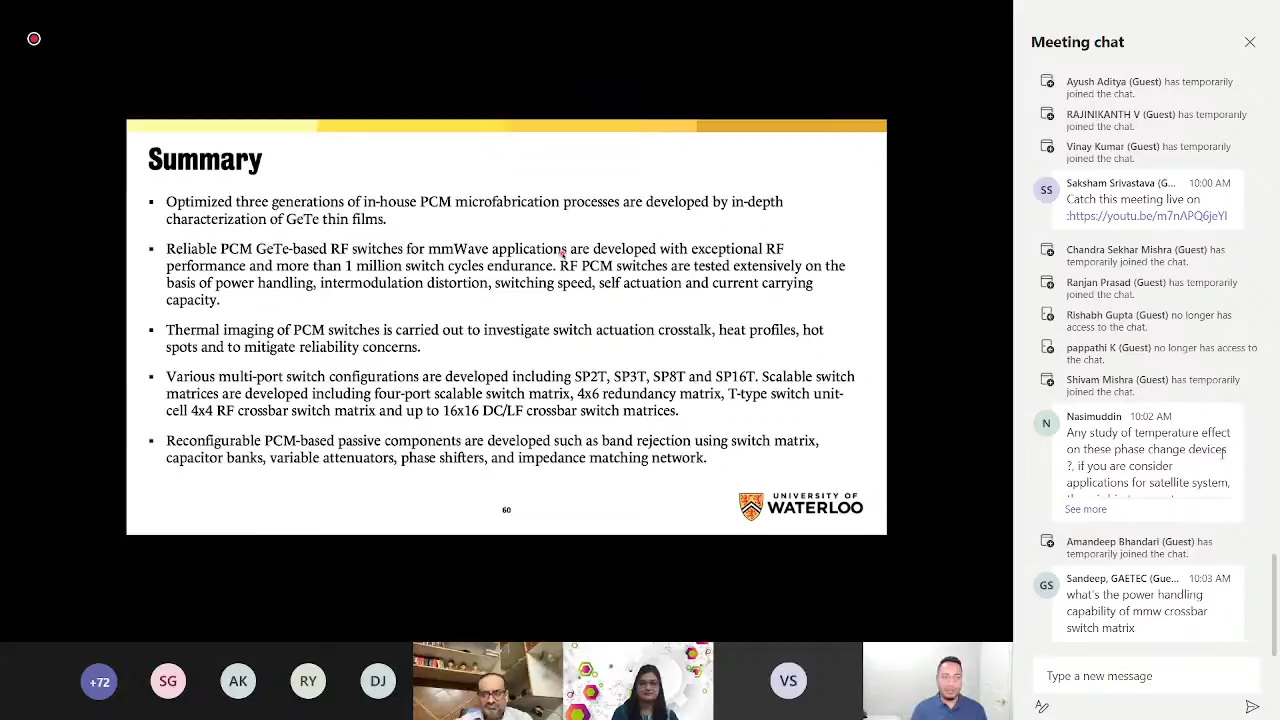 Summary
▪ Optimized three generations of in-house PCM microfabrication processes are developed by in-depth
characterization of GeTe thin films.
▪ Reliable PCM GeTe-based RF switches for mmWave applications are developed with exceptional RF
performance and more than 1 million switch cycles endurance. RF PCM switches are tested extensively on the
basis of power handling, intermodulation distortion, switching speed, self actuation and current carrying
capacity.
▪ Thermal imaging of PCM switches is carried out to investigate switch actuation crosstalk, heat profiles, hot
spots and to mitigate reliability concerns.
▪ Various multi-port switch configurations are developed including SP2T, SP3T, SP8T and SP16T. Scalable switch
matrices are developed including four-port scalable switch matrix, 4x6 redundancy matrix, T-type switch unit-
cell 4x4 RF crossbar switch matrix and up to 16x16 DC/LF crossbar switch matrices.
▪ Reconfigurable PCM-based passive components are developed such as band rejection using switch matrix,
capacitor banks, variable attenuators, phase shifters, and impedance matching network.
60
UNIVERSITY OF
WATERLOO
Meeting chat
Ayush Aditya (Guest) has temporarily
joined the chat.
RAJINIKANTH V (Guest) has temporarily
joined the chat.
Vinay Kumar (Guest) has temporarily
joined the chat.
SS
Saksham Srivastava (G... 10:00 AM
Catch this meeting live on
:https://youtu.be/m7nAPQ6jeYI
Chandra Sekhar Mishra (Guest) has
temporarily joined the chat.
Ranjan Prasad (Guest) has temporarily
joined the chat.
Rishabh Gupta (Guest) no longer has
access to the chat.
pappathi K (Guest) no longer has access to
the chat.
Shivam Mishra (Guest) has temporarily
joined the chat.
N
Nasimuddin 10:02 AM
Any study of temperature effect
on these phase change devices
?, if you are consider
applications for satellite system,
See more
Amandeep Bhandari (Guest) has
temporarily joined the chat.
GS
Sandeep, GAETEC (Gue... 10:03 AM
what's the power handling
capability of mmw crossbar
switch matrix
Type a new message
+72
SG
AK
RY
DJ
VS